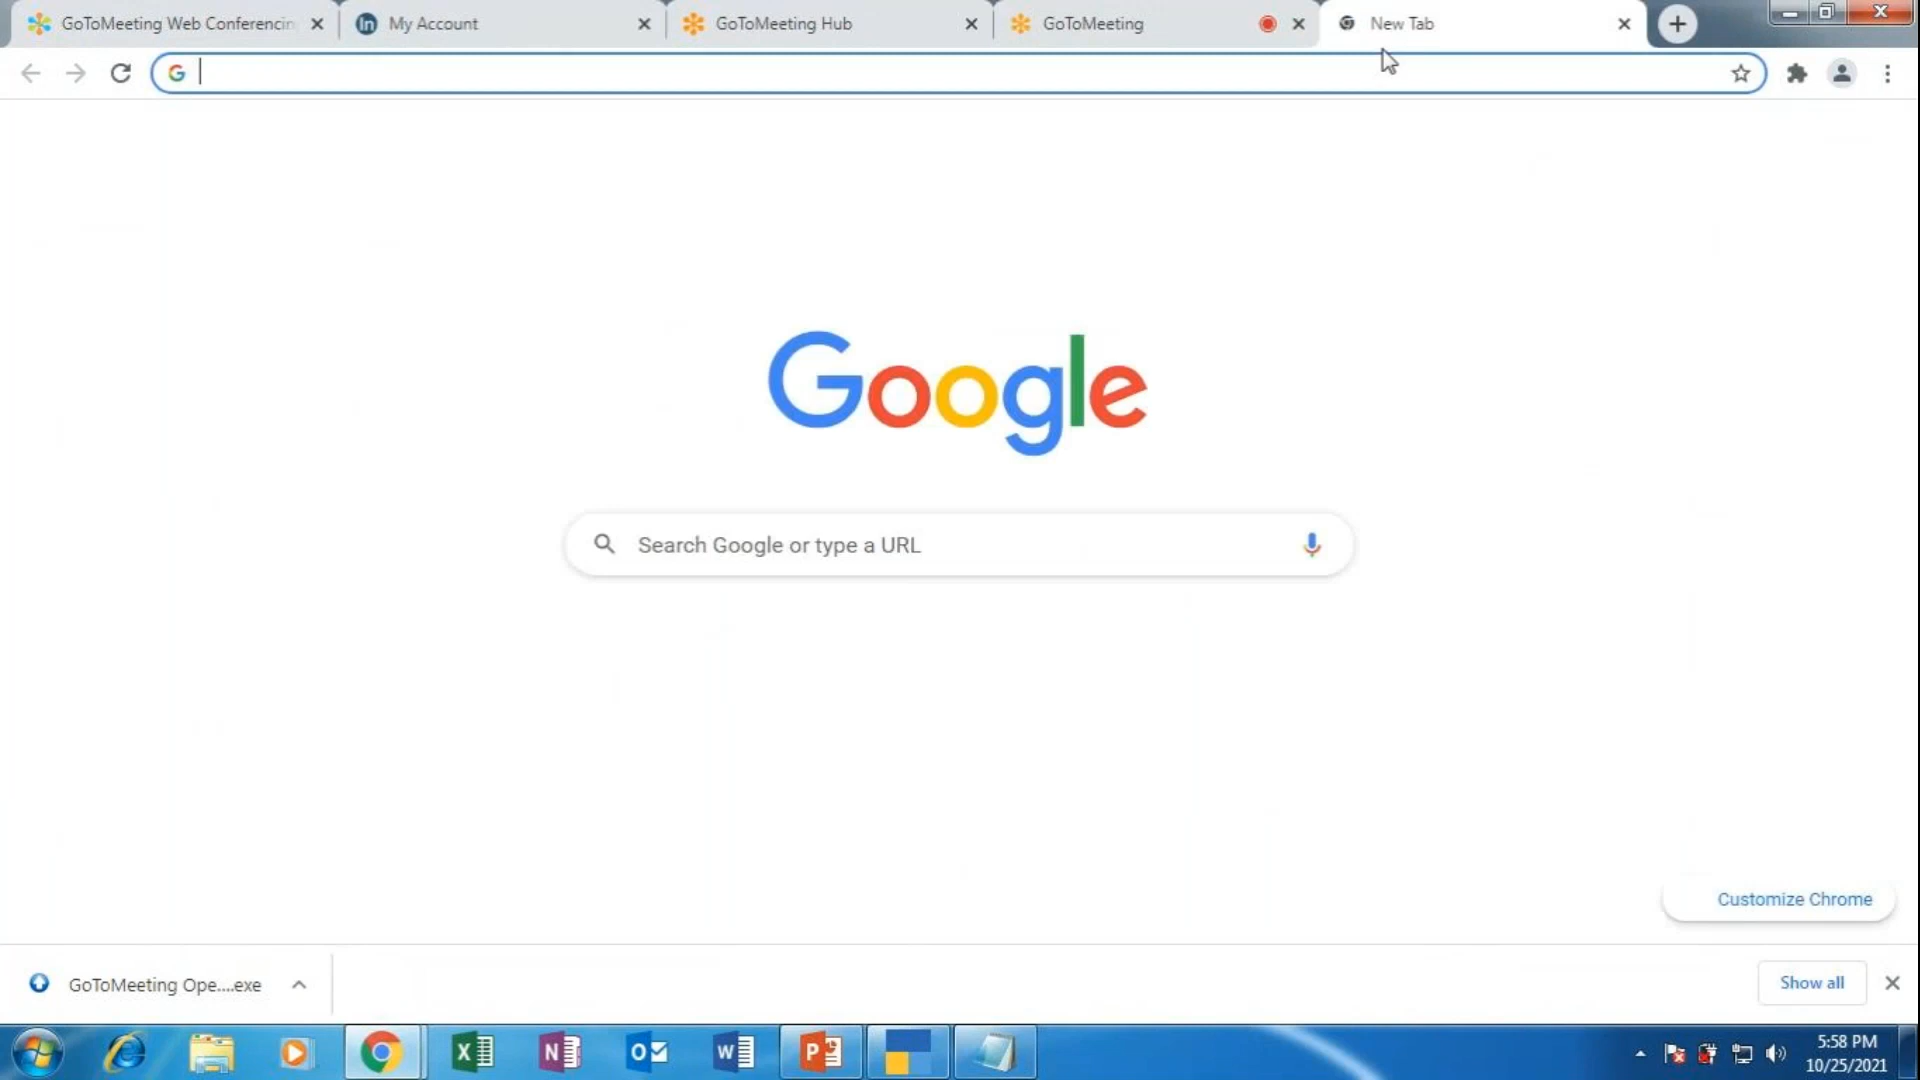 GoToMeeting Web Conferencin
In My Account
GoToMeeting Hub
GoToMeeting
New Tab
G
Google
Search Google or type a URL
Customize Chrome
GoToMeeting Ope....exe
Show all
X N O W P
5:58 PM
10/25/2021